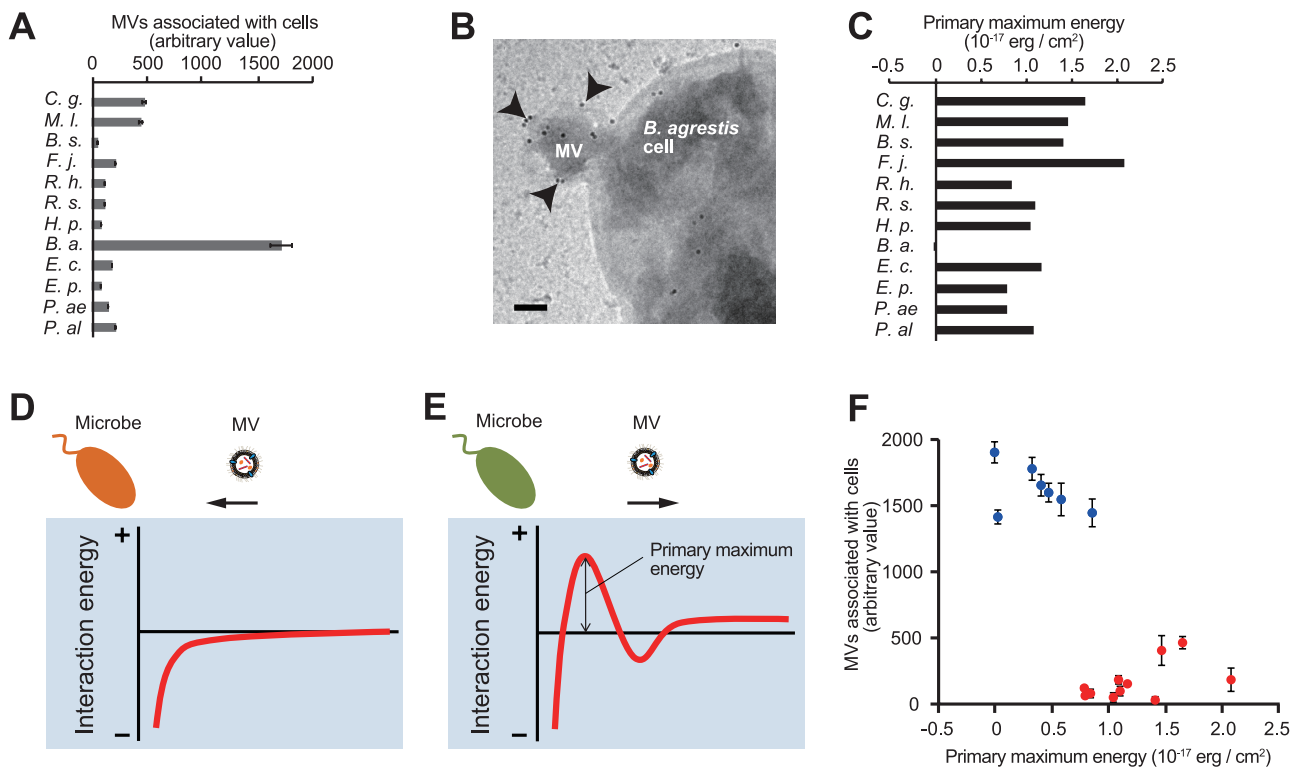 A
MVs associated with cells
(arbitrary value)
0 500 1000 1500 2000
C. g.
M. l.
B. s.
F. j.
R. h.
R. s.
H. p.
B. a.
E. c.
E. p.
P. ae
P. al
B
B. agrestis
cell
MV
C
Primary maximum energy
(10⁻¹⁷ erg / cm²)
-0.5 0 0.5 1.0 1.5 2.0 2.5
C. g.
M. l.
B. s.
F. j.
R. h.
R. s.
H. p.
B. a.
E. c.
E. p.
P. ae
P. al
D
Microbe MV
Interaction energy
+
−
E
Microbe MV
Interaction energy
+
−
Primary maximum
energy
F
MVs associated with cells
(arbitrary value)
2000
1500
1000
500
0
-0.5 0 0.5 1.0 1.5 2.0 2.5
Primary maximum energy (10⁻¹⁷ erg / cm²)